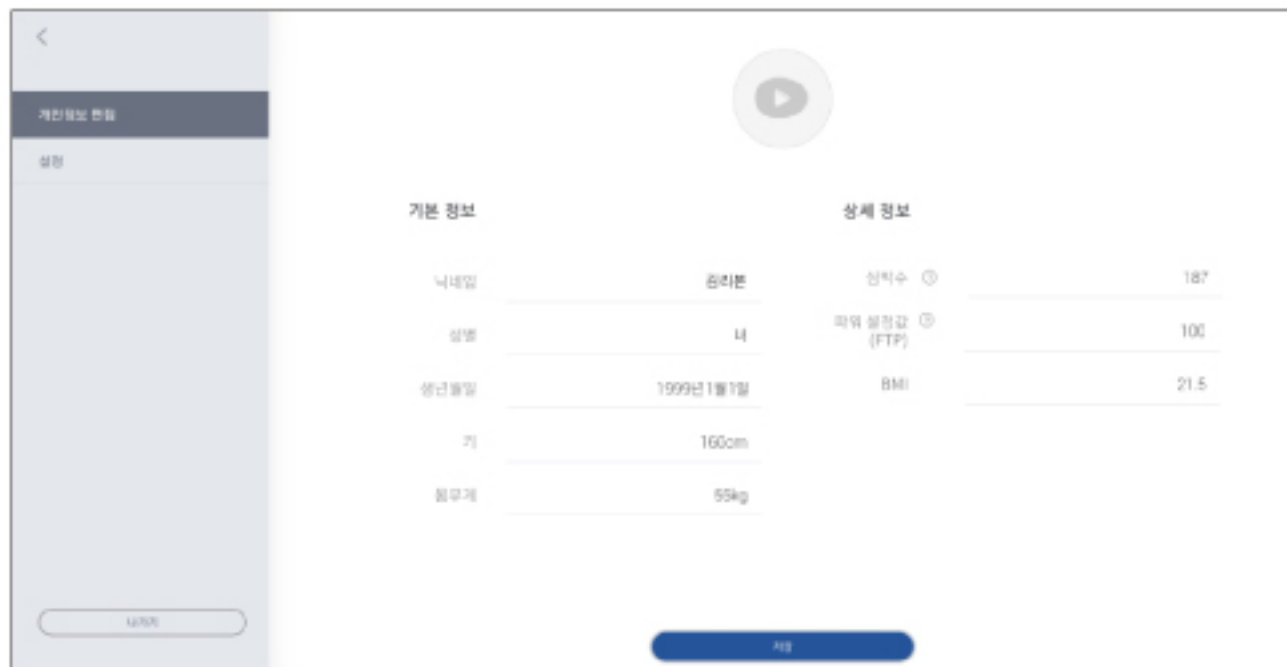 개인정보 편집
설정
기본 정보
닉네임 김리본
성별 녀
생년월일 1999년1월1일
키 160cm
몸무게 55kg
상세 정보
심박수 187
파워 설정값 100
(FTP)
BMI 21.5
나가기
저장